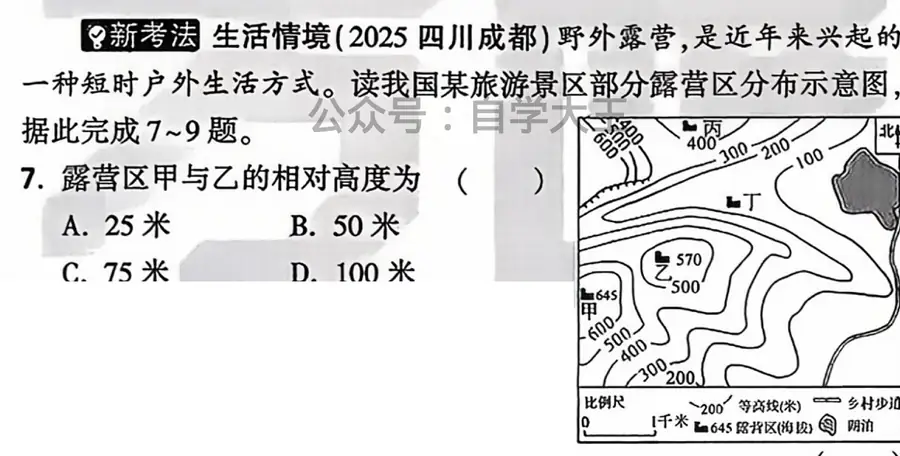 新考法 生活情境(2025 四川成都)野外露营,是近年来兴起的
一种短时户外生活方式。读我国某旅游景区部分露营区分布示意图,
据此完成7~9题。
公众号:自学大王
7. 露营区甲与乙的相对高度为 ( )
A. 25米 B. 50米
C. 75米 D. 100米
400
500
600
丙
400
300
200
100
北
丁
570
乙
500
645
甲
600
500
400
300
200
比例尺
0 1千米
200 等高线(米)
乡村步道
645 露营区(海拔)
湖泊